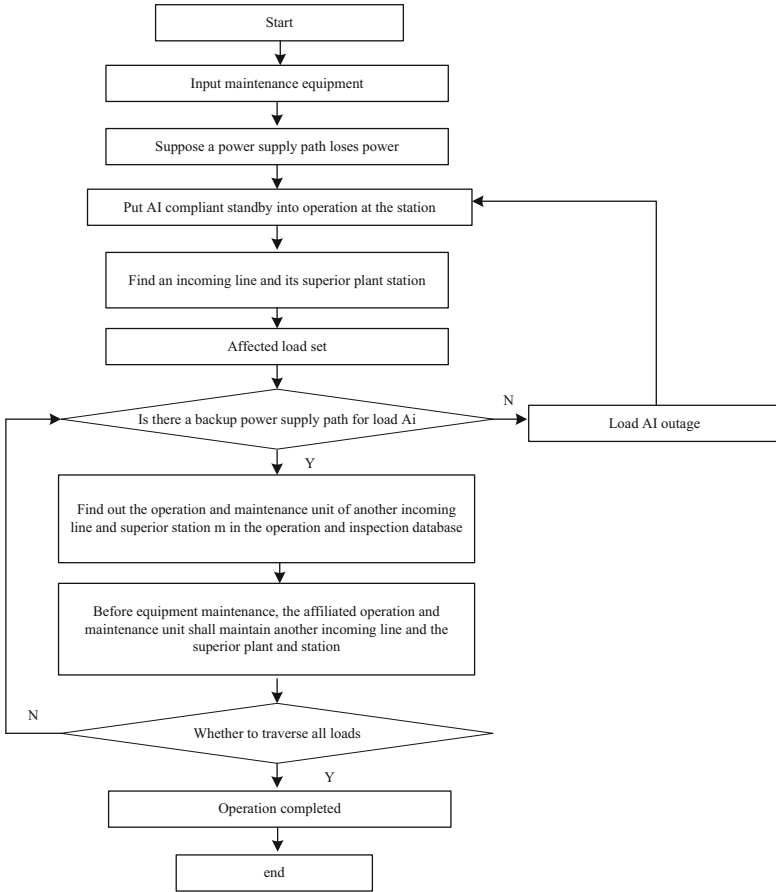 Start
Input maintenance equipment
Suppose a power supply path loses power
Put AI compliant standby into operation at the station
Find an incoming line and its superior plant station
Affected load set
Is there a backup power supply path for load Ai
N
Load AI outage
Y
Find out the operation and maintenance unit of another incoming
line and superior station m in the operation and inspection database
Before equipment maintenance, the affiliated operation and
maintenance unit shall maintain another incoming line and the
superior plant and station
N
Whether to traverse all loads
Y
Operation completed
end